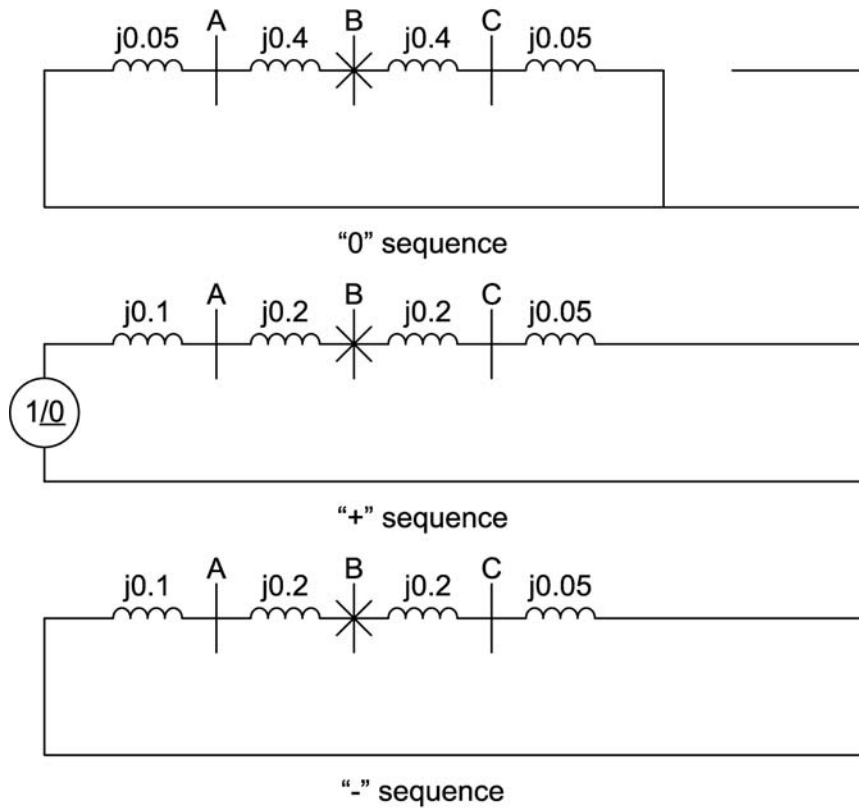 A B C
j0.05 j0.4 j0.4 j0.05
“0” sequence
A B C
j0.1 j0.2 j0.2 j0.05
1/0
“+” sequence
A B C
j0.1 j0.2 j0.2 j0.05
“-” sequence